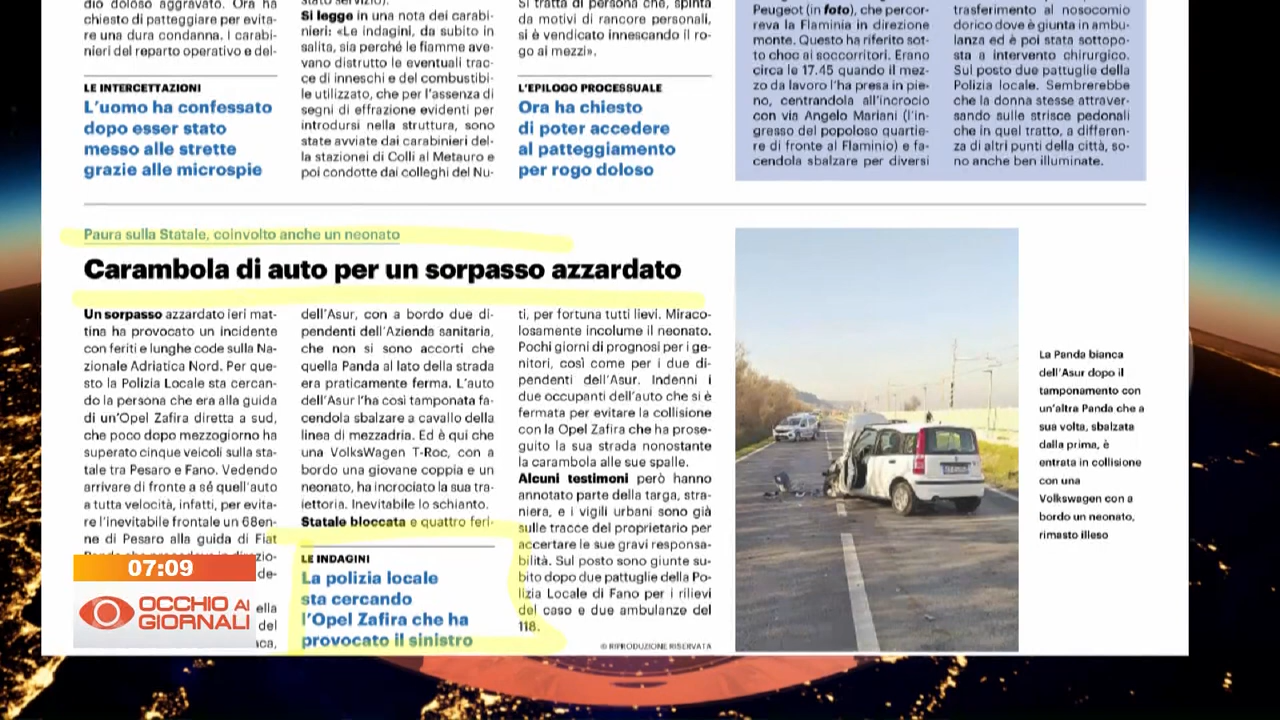 dio doloso aggravato. Ora ha
chiesto di patteggiare per evita-
re una dura condanna. I carabi-
nieri del reparto operativo e del-
LE INTERCETTAZIONI
L'uomo ha confessato
dopo esser stato
messo alle strette
grazie alle microspie
Si legge in una nota dei carabi-
nieri: «Le indagini, da subito in
salita, sia perché le fiamme ave-
vano distrutto le eventuali trac-
ce di inneschi e del combustibi-
le utilizzato, che per l'assenza di
segni di effrazione evidenti per
introdursi nella struttura, sono
state avviate dai carabinieri del-
la stazionei di Colli al Metauro e
poi condotte dai colleghi del Nu-
Si tratta di persona che, spinta
da motivi di rancore personali,
si è vendicato innescando il ro-
go ai mezzi».
L'EPILOGO PROCESSUALE
Ora ha chiesto
di poter accedere
al patteggiamento
per rogo doloso
Peugeot (in foto), che percor-
reva la Flaminia in direzione
monte. Questo ha riferito sot-
to choc ai soccorritori. Erano
circa le 17.45 quando il mez-
zo da lavoro l'ha presa in pie-
no, centrandola all'incrocio
con via Angelo Mariani (l'in-
gresso del popoloso quartie-
re di fronte al Flaminio) e fa-
cendola sbalzare per diversi
trasferimento al nosocomio
dorico dove è giunta in ambu-
lanza ed è poi stata sottopo-
sta a intervento chirurgico.
Sul posto due pattuglie della
Polizia locale. Sembrerebbe
che la donna stesse attraver-
sando sulle strisce pedonali
che in quel tratto, a differen-
za di altri punti della città, so-
no anche ben illuminate.
Paura sulla Statale, coinvolto anche un neonato
Carambola di auto per un sorpasso azzardato
Un sorpasso azzardato ieri mat-
tina ha provocato un incidente
con feriti e lunghe code sulla Na-
zionale Adriatica Nord. Per que-
sto la Polizia Locale sta cercan-
do la persona che era alla guida
di un'Opel Zafira diretta a sud,
che poco dopo mezzogiorno ha
superato cinque veicoli sulla sta-
tale tra Pesaro e Fano. Vedendo
arrivare di fronte a sé quell'auto
a tutta velocità, infatti, per evita-
re l'inevitabile frontale un 68en-
ne di Pesaro alla guida di Fiat
zio-
de-
ella
del
ica,
dell'Asur, con a bordo due di-
pendenti dell'Azienda sanitaria,
che non si sono accorti che
quella Panda al lato della strada
era praticamente ferma. L'auto
dell'Asur l'ha così tamponata fa-
cendola sbalzare a cavallo della
linea di mezzadria. Ed è qui che
una VolksWagen T-Roc, con a
bordo una giovane coppia e un
neonato, ha incrociato la sua tra-
iettoria. Inevitabile lo schianto.
Statale bloccata e quattro feri-
LE INDAGINI
La polizia locale
sta cercando
l'Opel Zafira che ha
provocato il sinistro
ti, per fortuna tutti lievi. Miraco-
losamente incolume il neonato.
Pochi giorni di prognosi per i ge-
nitori, così come per i due di-
pendenti dell'Asur. Indenni i
due occupanti dell'auto che si è
fermata per evitare la collisione
con la Opel Zafira che ha prose-
guito la sua strada nonostante
la carambola alle sue spalle.
Alcuni testimoni però hanno
annotato parte della targa, stra-
niera, e i vigili urbani sono già
sulle tracce del proprietario per
accertare le sue gravi responsa-
bilità. Sul posto sono giunte su-
bito dopo due pattuglie della Po-
lizia Locale di Fano per i rilievi
del caso e due ambulanze del
118.
© RIPRODUZIONE RISERVATA
La Panda bianca
dell'Asur dopo il
tamponamento con
un'altra Panda che a
sua volta, sbalzata
dalla prima, è
entrata in collisione
con una
Volkswagen con a
bordo un neonato,
rimasto illeso
07:09
OCCHIO AI
GIORNALI